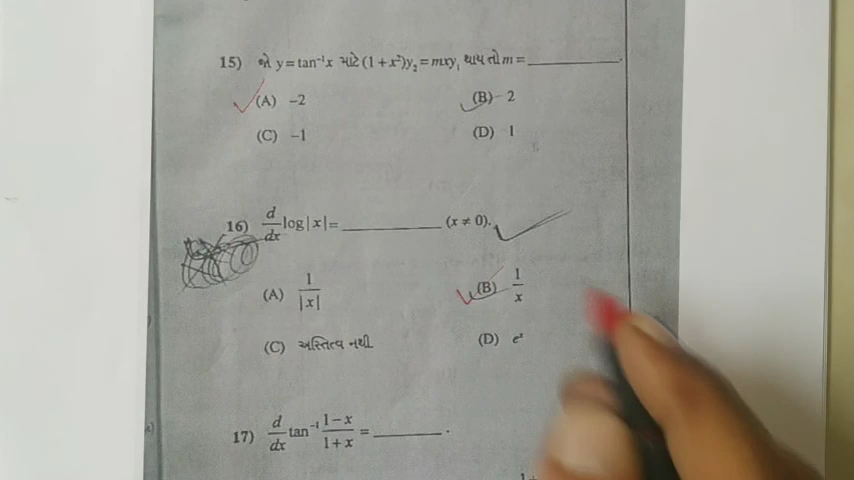 15) જો y = tan⁻¹x માટે (1 + x²)y₂ = mxy₁ થાય તો m = ________.
(A) -2 (B) 2
(C) -1 (D) 1
16) d/dx log|x| = ________ (x ≠ 0).
(A) 1/|x| (B) 1/x
(C) અસ્તિત્વ નથી (D) eˣ
17) d/dx tan⁻¹ (1 - x)/(1 + x) = ________.